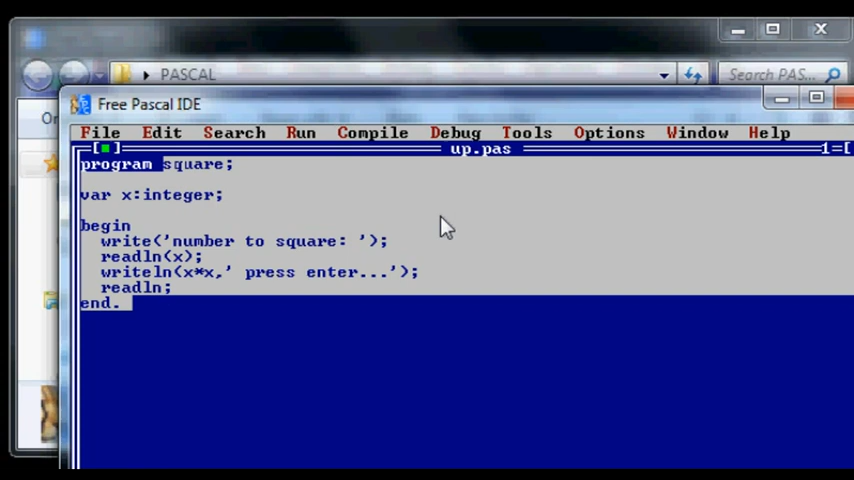 PASCAL
Search PAS...
Free Pascal IDE
File Edit Search Run Compile Debug Tools Options Window Help
up.pas
1=[
program square;
var x:integer;
begin
write('number to square: ');
readln(x);
writeln(x*x,' press enter...');
readln;
end.